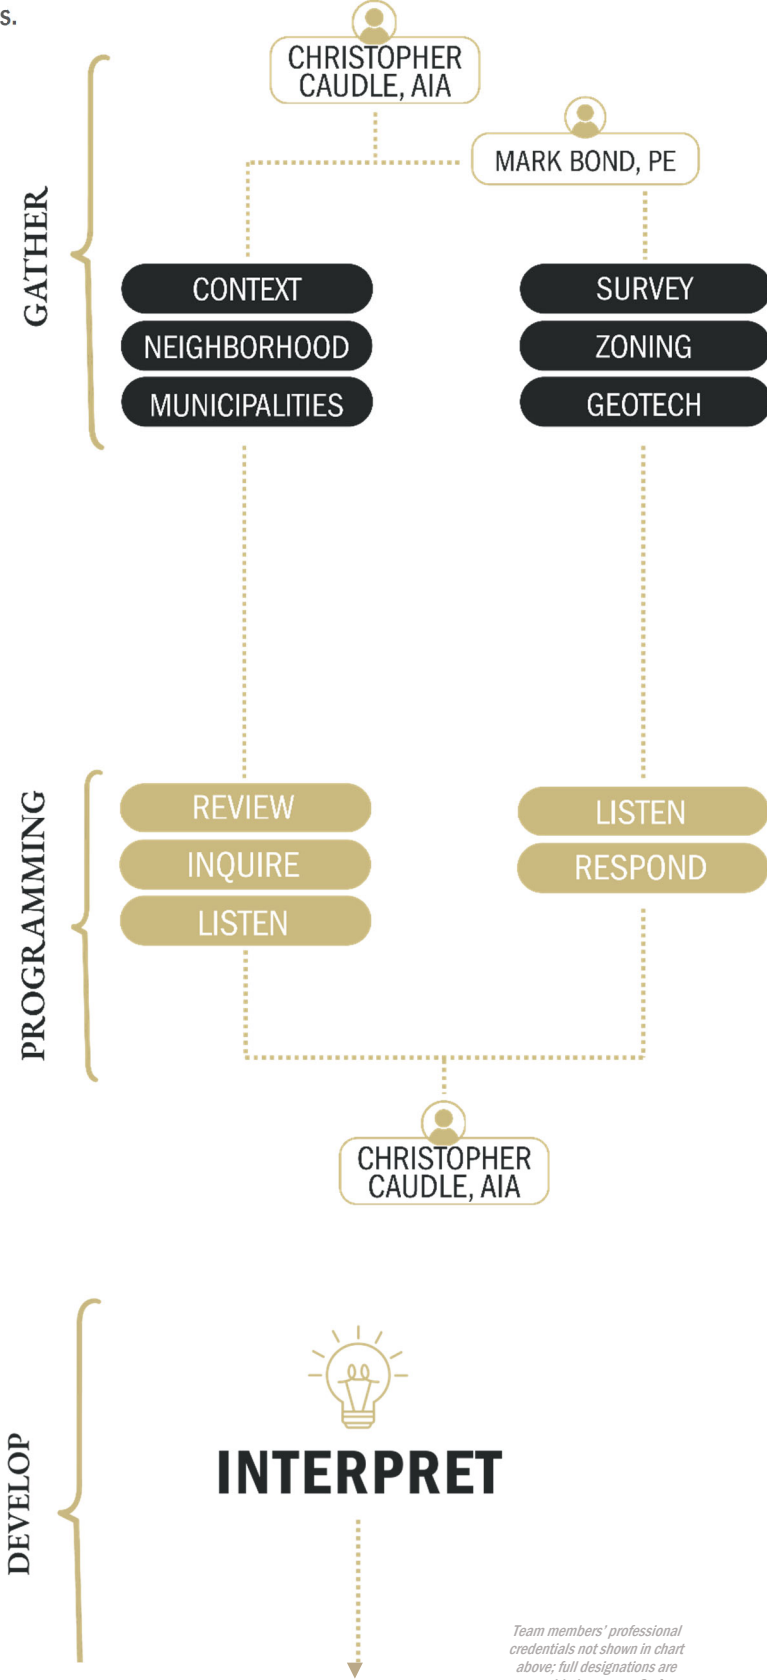 s.
CHRISTOPHER
CAUDLE, AIA
MARK BOND, PE
GATHER
CONTEXT
NEIGHBORHOOD
MUNICIPALITIES
SURVEY
ZONING
GEOTECH
PROGRAMMING
REVIEW
INQUIRE
LISTEN
LISTEN
RESPOND
CHRISTOPHER
CAUDLE, AIA
DEVELOP
INTERPRET
Team members' professional
credentials not shown in chart
above; full designations are